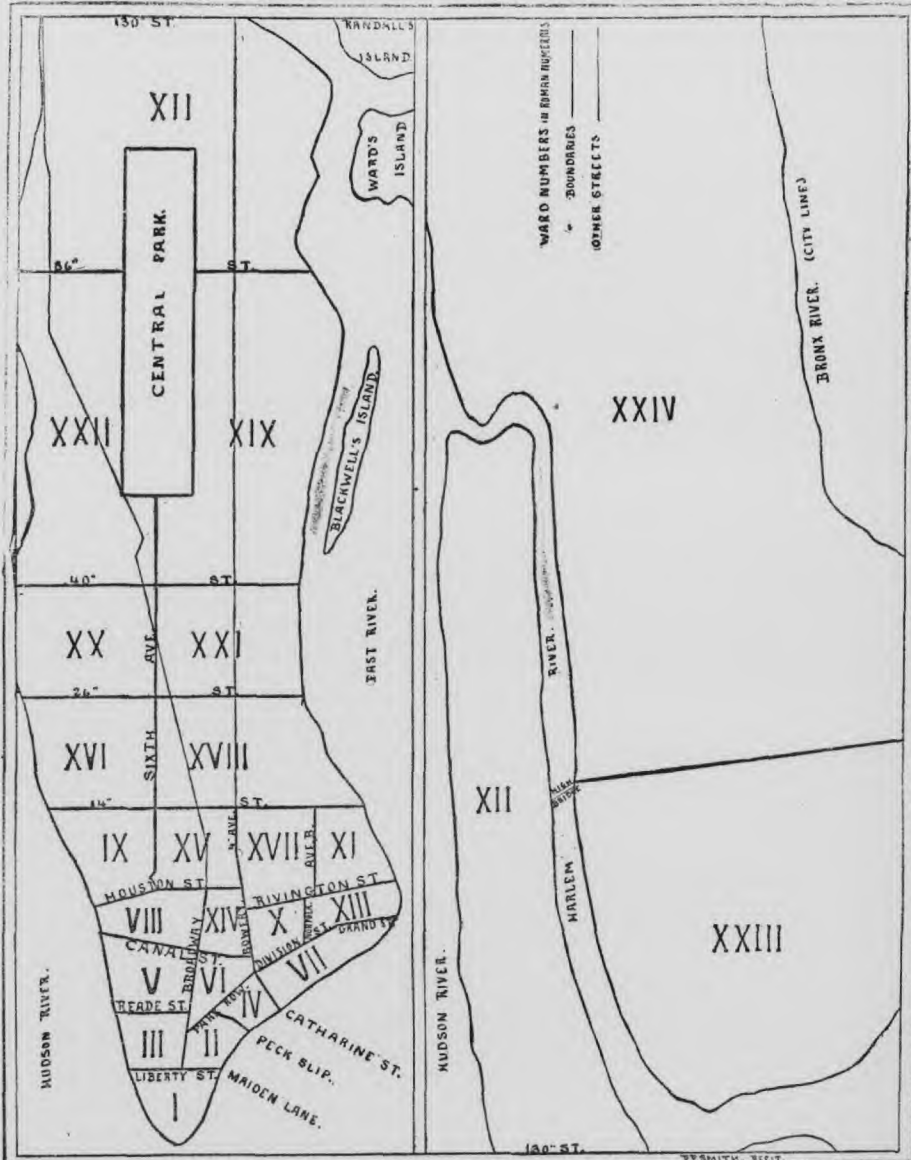 130" ST.
RANDALL'S
ISLAND
XII
WARD'S
ISLAND
CENTRAL PARK.
86" ST.
XXII
XIX
BLACKWELL'S ISLAND
40" ST.
XX
SIXTH AVE.
XXI
EAST RIVER.
26" ST.
XVI
XVIII
14" ST.
IX
XV
4" AVE.
XVII
AVE B.
XI
HOUSTON ST.
RIVINGTON ST
VIII
BROADWAY
XIV
BOWERY
X
XIII
CANAL ST.
DIVISION ST.
GRAND ST.
V
VI
VII
READE ST.
PARK ROW.
IV
CATHARINE ST.
III
II
PECK SLIP.
HUDSON RIVER.
LIBERTY ST.
MAIDEN LANE.
I
WARD NUMBERS IN ROMAN NUMERALS
" BOUNDARIES
OTHER STREETS
BRONX RIVER. (CITY LINE)
XXIV
XII
HIGH
BRIDGE
HARLEM RIVER.
XXIII
HUDSON RIVER.
130" ST.